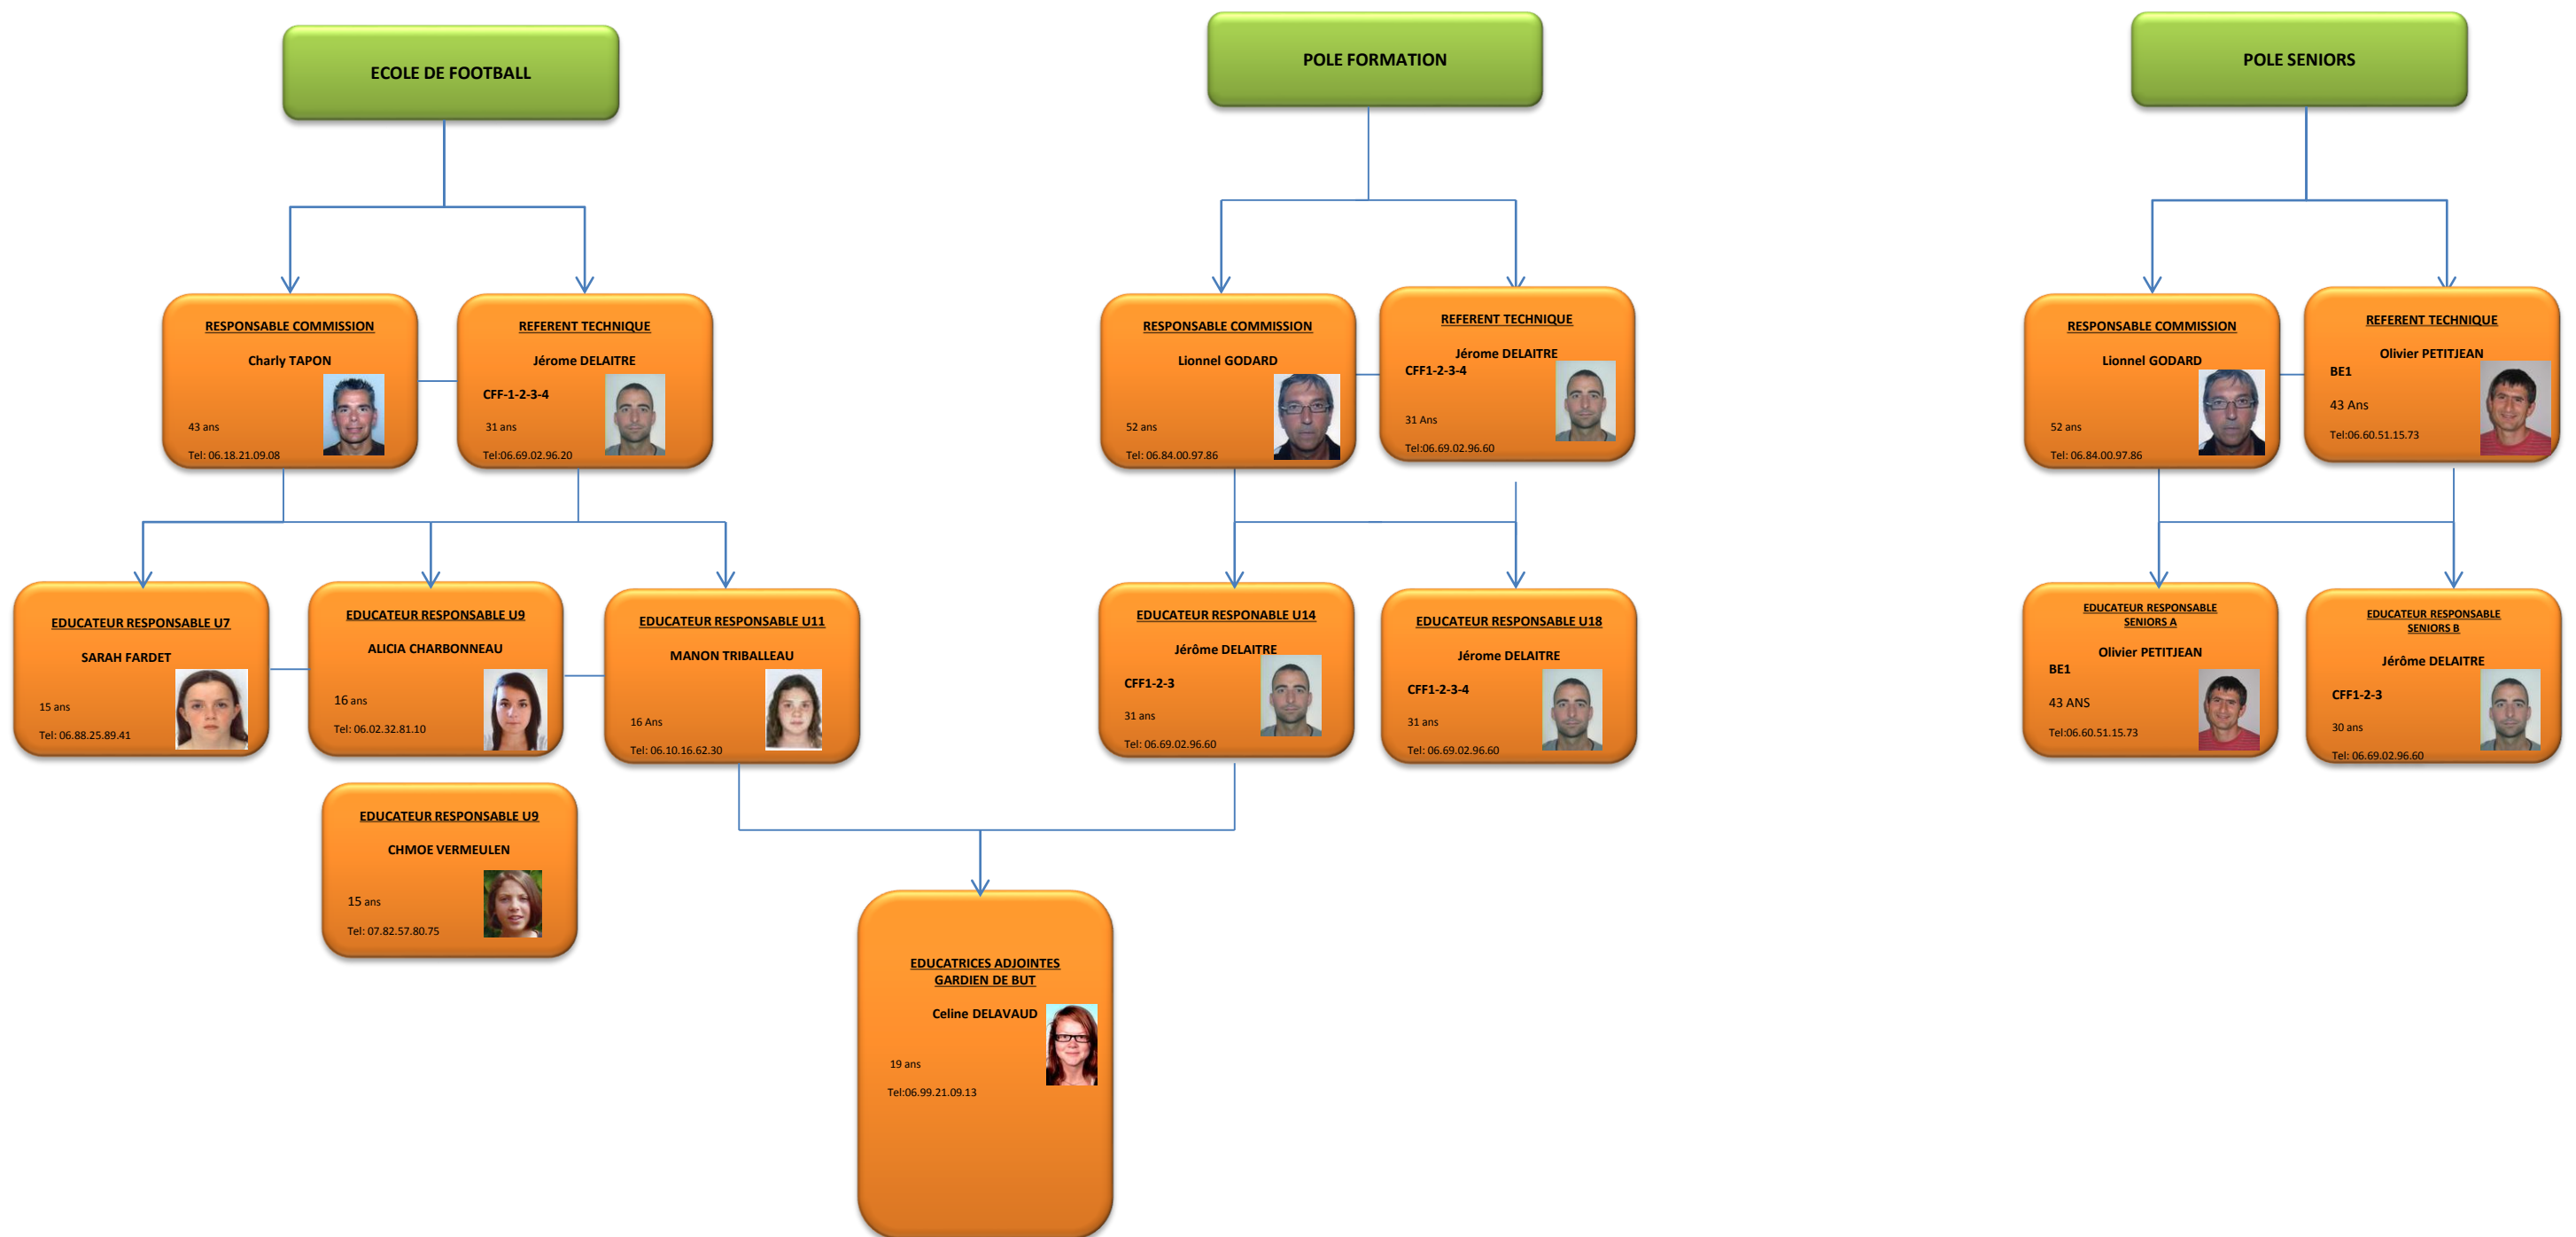 ECOLE DE FOOTBALL
POLE FORMATION
POLE SENIORS
RESPONSABLE COMMISSION
Charly TAPON
43 ans
Tel: 06.18.21.09.08
REFERENT TECHNIQUE
Jérome DELAITRE
CFF-1-2-3-4
31 ans
Tel:06.69.02.96.20
RESPONSABLE COMMISSION
Lionnel GODARD
52 ans
Tel: 06.84.00.97.86
REFERENT TECHNIQUE
Jérome DELAITRE
CFF1-2-3-4
31 Ans
Tel:06.69.02.96.60
RESPONSABLE COMMISSION
Lionnel GODARD
52 ans
Tel: 06.84.00.97.86
REFERENT TECHNIQUE
Olivier PETITJEAN
BE1
43 Ans
Tel:06.60.51.15.73
EDUCATEUR RESPONSABLE U7
SARAH FARDET
15 ans
Tel: 06.88.25.89.41
EDUCATEUR RESPONSABLE U9
ALICIA CHARBONNEAU
16 ans
Tel: 06.02.32.81.10
EDUCATEUR RESPONSABLE U11
MANON TRIBALLEAU
16 Ans
Tel: 06.10.16.62.30
EDUCATEUR RESPONABLE U14
Jérôme DELAITRE
CFF1-2-3
31 ans
Tel: 06.69.02.96.60
EDUCATEUR RESPONSABLE U18
Jérome DELAITRE
CFF1-2-3-4
31 ans
Tel: 06.69.02.96.60
EDUCATEUR RESPONSABLE
SENIORS A
Olivier PETITJEAN
BE1
43 ANS
Tel:06.60.51.15.73
EDUCATEUR RESPONSABLE
SENIORS B
Jérôme DELAITRE
CFF1-2-3
30 ans
Tel: 06.69.02.96.60
EDUCATEUR RESPONSABLE U9
CHMOE VERMEULEN
15 ans
Tel: 07.82.57.80.75
EDUCATRICES ADJOINTES
GARDIEN DE BUT
Celine DELAVAUD
19 ans
Tel:06.99.21.09.13